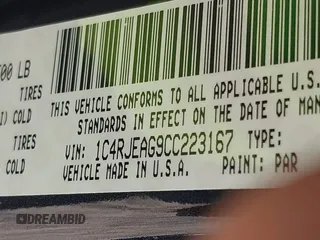 00 LB
TIRES
COLD
TIRES
COLD
THIS VEHICLE CONFORMS TO ALL APPLICABLE U.S.
STANDARDS IN EFFECT ON THE DATE OF MAN
VIN: 1C4RJEAG9CC223167 TYPE:
VEHICLE MADE IN U.S.A. PAINT: PAR
DREAMBID